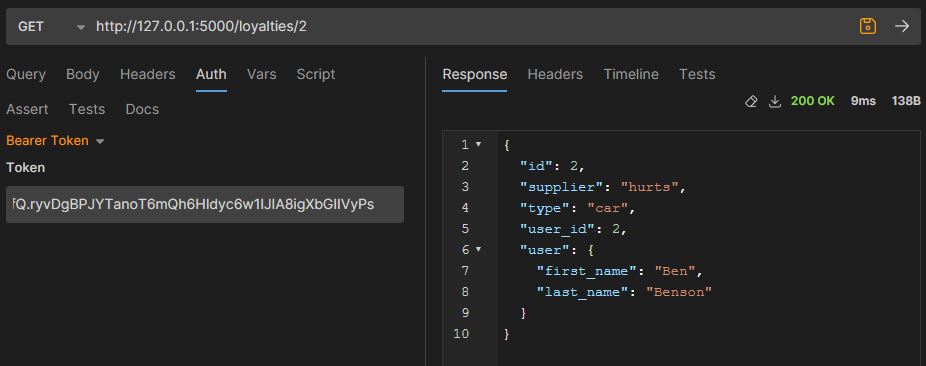 GET http://127.0.0.1:5000/loyalties/2
Query Body Headers Auth Vars Script
Assert Tests Docs
Bearer Token
Token
fQ.ryvDgBPJYTanoT6mQh6HIdyc6w1IJIA8igXbGIIVyPs
Response Headers Timeline Tests
200 OK 9ms 138B
1 {
2 "id": 2,
3 "supplier": "hurts",
4 "type": "car",
5 "user_id": 2,
6 "user": {
7 "first_name": "Ben",
8 "last_name": "Benson"
9 }
10 }